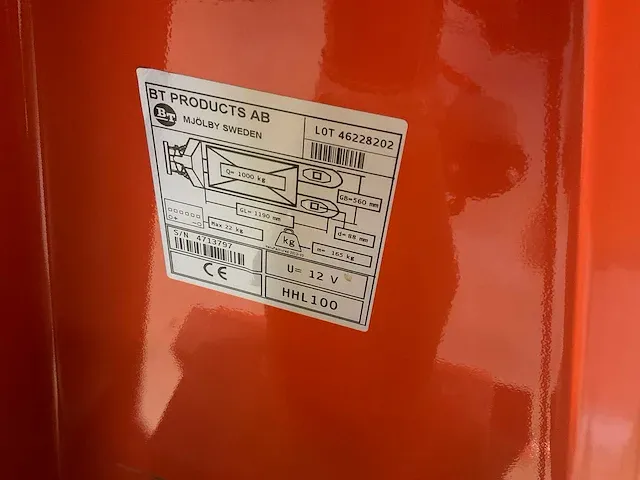 BT PRODUCTS AB
BT
MJÖLBY SWEDEN
LOT 46228202
Q= 1000 kg
GB=560 mm
GL= 1190 mm
Max 22 kg
d= 88 mm
kg
m= 165 kg
S/N 4713797
CE
U= 12 V
HHL100